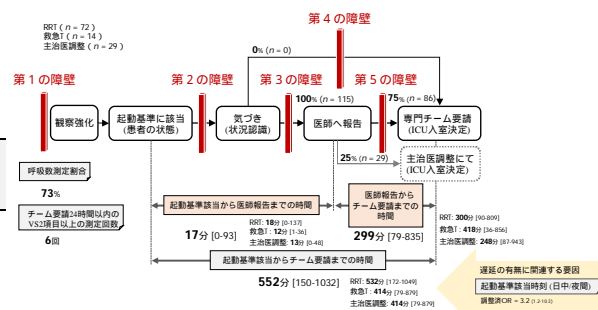 第４の障壁
RRT ( n = 72 )
救急T ( n = 14 )
主治医調整 ( n = 29 )
0% (n = 0)
第１の障壁
第２の障壁
第３の障壁
第５の障壁
100% (n = 115)
75% (n = 86)
観察強化
起動基準に該当
(患者の状態)
気づき
(状況認識)
医師へ報告
専門チーム要請
(ICU入室決定)
25% (n = 29)
主治医調整にて
(ICU入室決定)
呼吸数測定割合
73%
チーム要請24時間以内の
VS2項目以上の測定回数
6回
起動基準該当から医師報告までの時間
17分 [0-93]
RRT: 18分 [0-137]
救急T : 12分 [1-36]
主治医調整: 13分 [0-48]
医師報告から
チーム要請までの
時間
299分 [79-835]
RRT: 300分 [90-809]
救急T : 418分 [36-856]
主治医調整: 248分 [87-943]
起動基準該当からチーム要請までの時間
552分 [150-1032]
RRT: 532分 [172-1049]
救急T : 414分 [79-879]
主治医調整: 414分 [79-879]
遅延の有無に関連する要因
起動基準該当時刻 (日中/夜間)
調整済OR = 3.2 (1.2-10.2)